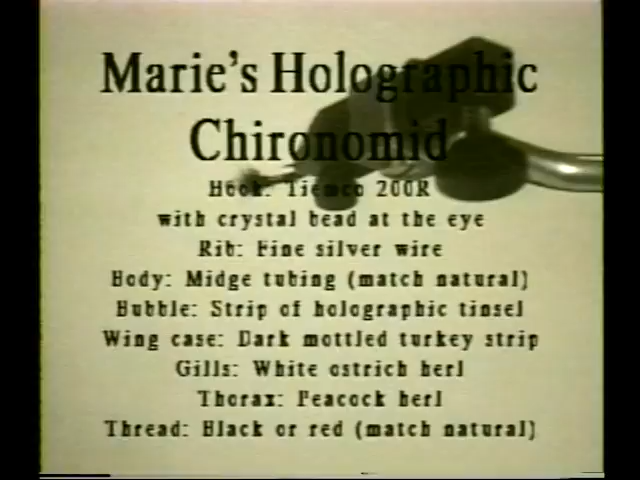 Marie's Holographic
Chironomid
Hook: Tiemco 200R
with crystal bead at the eye
Rib: Fine silver wire
Body: Midge tubing (match natural)
Bubble: Strip of holographic tinsel
Wing case: Dark mottled turkey strip
Gills: White ostrich herl
Thorax: Peacock herl
Thread: Black or red (match natural)